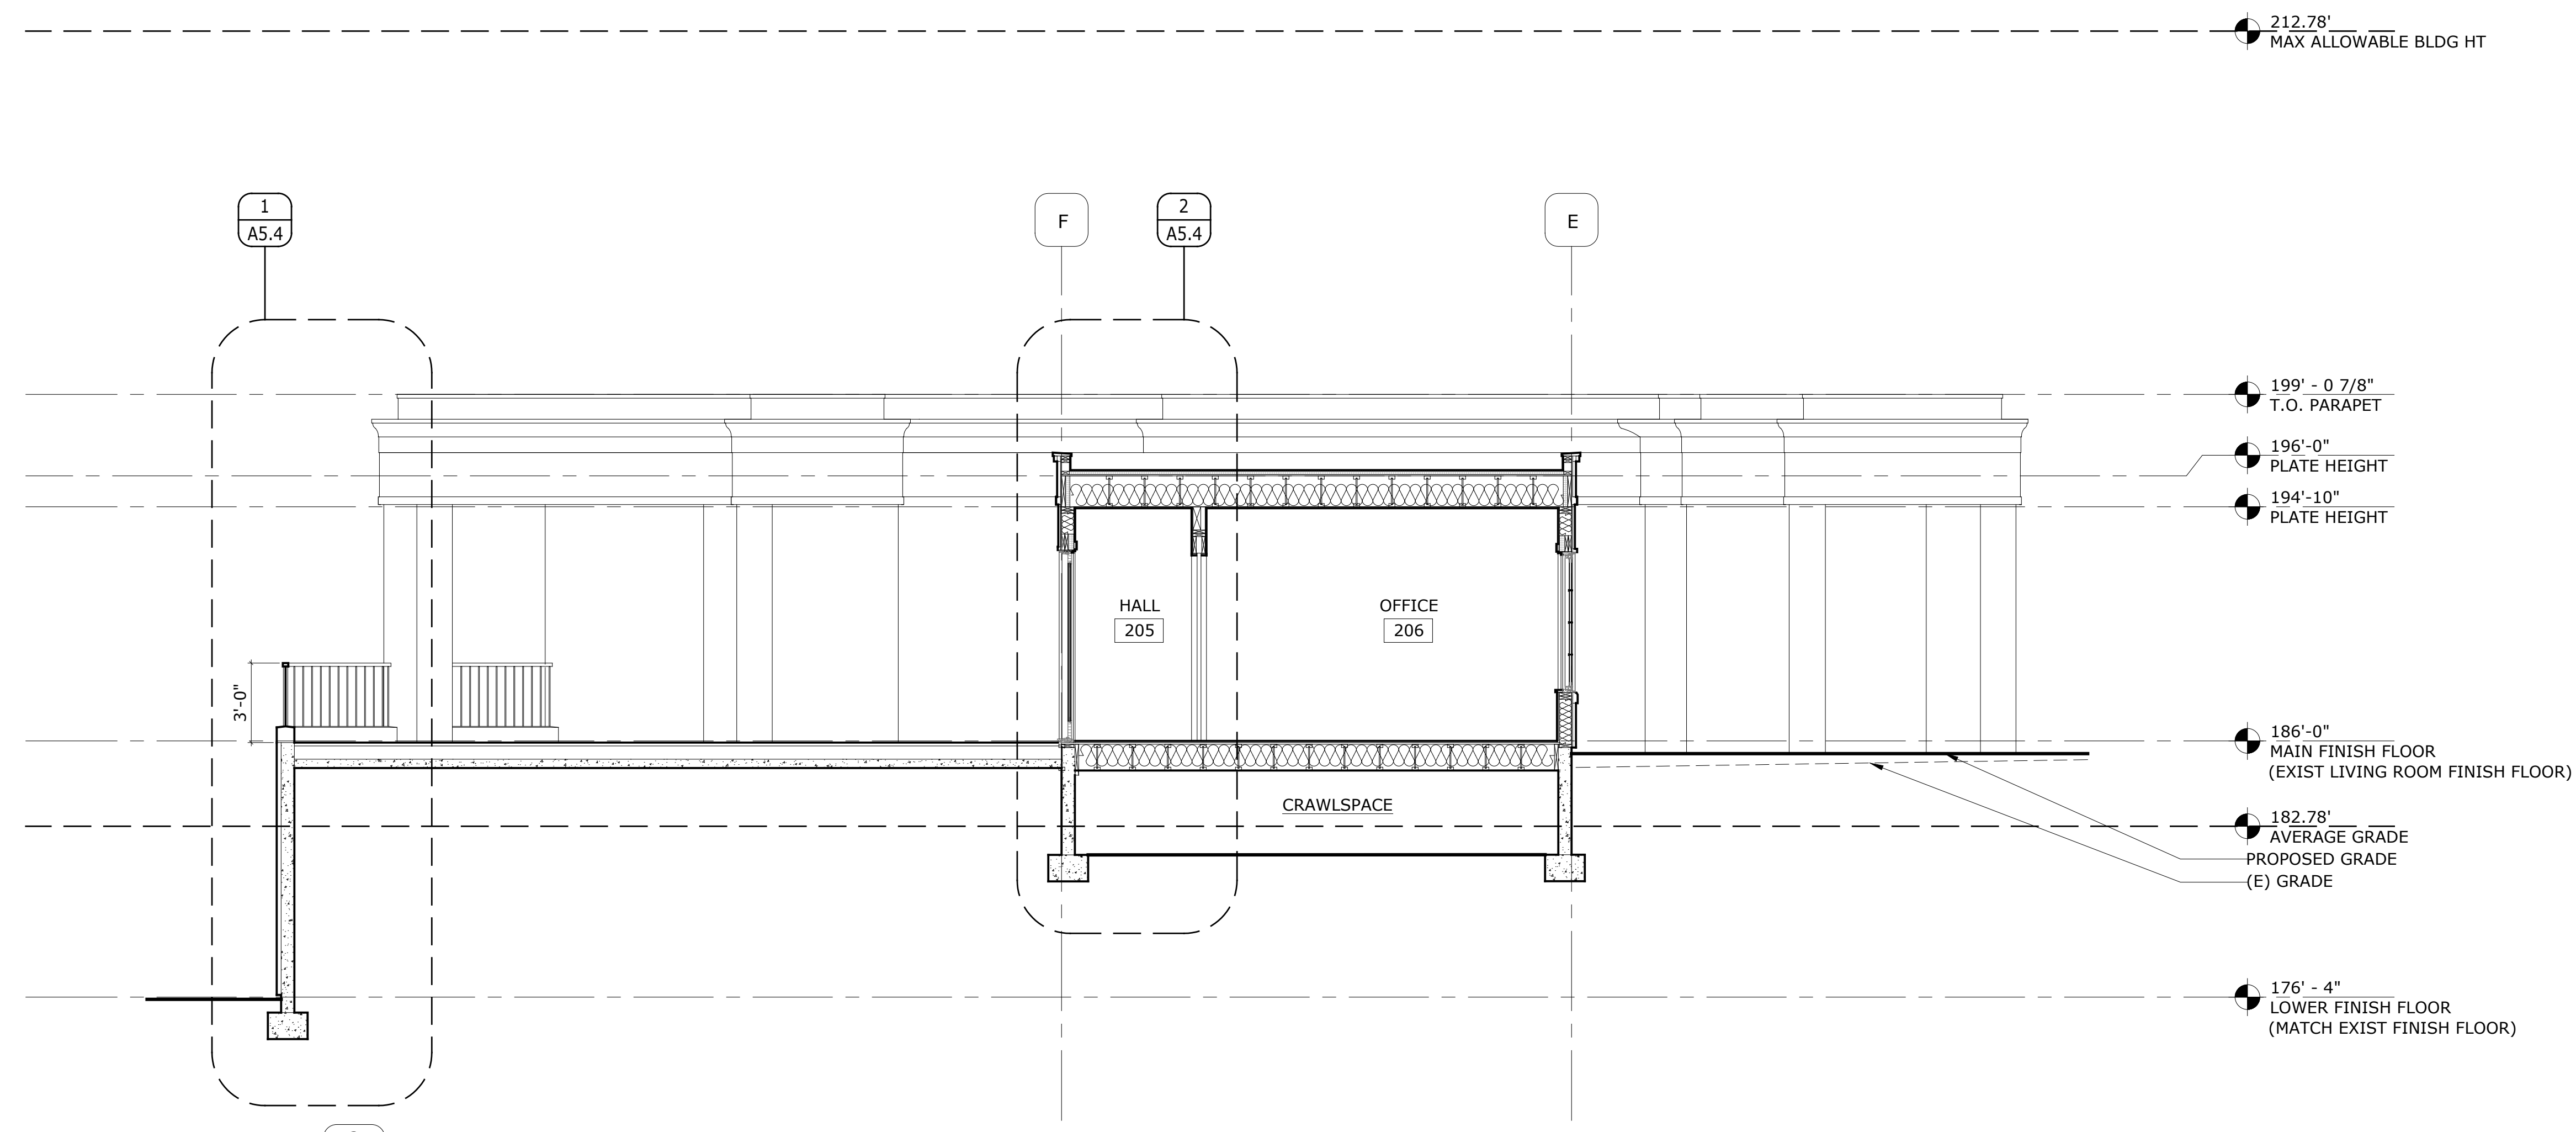 212.78'
MAX ALLOWABLE BLDG HT
1
A5.4
F
2
A5.4
E
199' - 0 7/8"
T.O. PARAPET
196'-0"
PLATE HEIGHT
194'-10"
PLATE HEIGHT
HALL
205
OFFICE
206
3'-0"
186'-0"
MAIN FINISH FLOOR
(EXIST LIVING ROOM FINISH FLOOR)
CRAWLSPACE
182.78'
AVERAGE GRADE
PROPOSED GRADE
(E) GRADE
176' - 4"
LOWER FINISH FLOOR
(MATCH EXIST FINISH FLOOR)